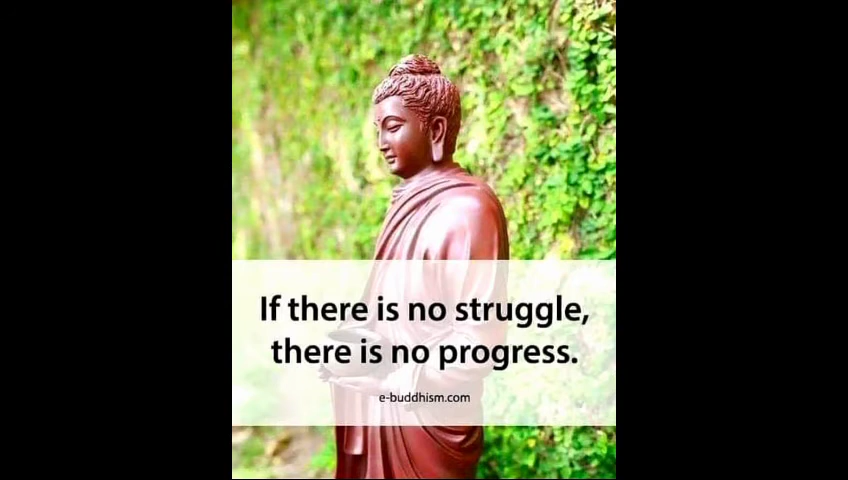 If there is no struggle,
there is no progress.
e-buddhism.com